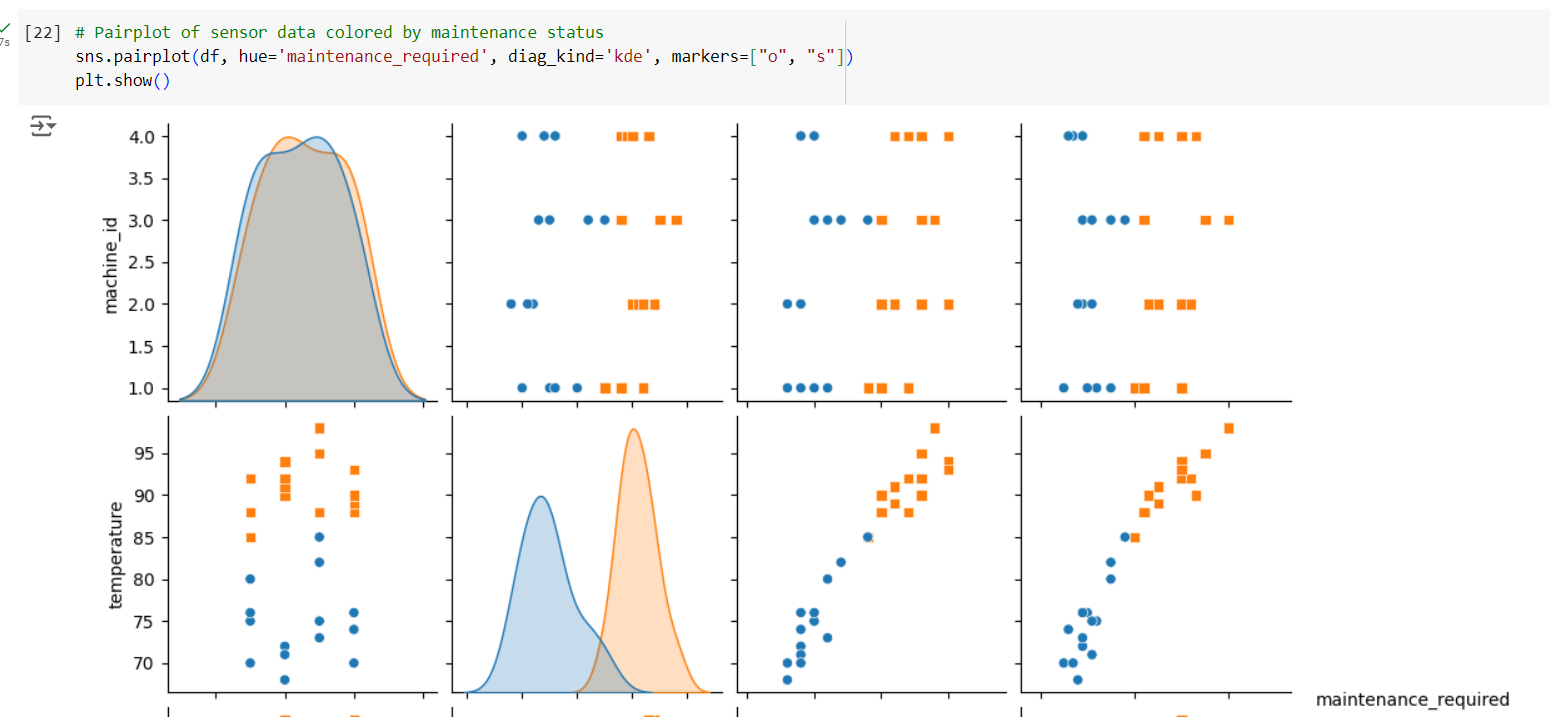 [22] # Pairplot of sensor data colored by maintenance status
7s
sns.pairplot(df, hue='maintenance_required', diag_kind='kde', markers=["o", "s"])
plt.show()
4.0
3.5
3.0
2.5
2.0
1.5
1.0
machine_id
95
90
85
80
75
70
temperature
maintenance_required